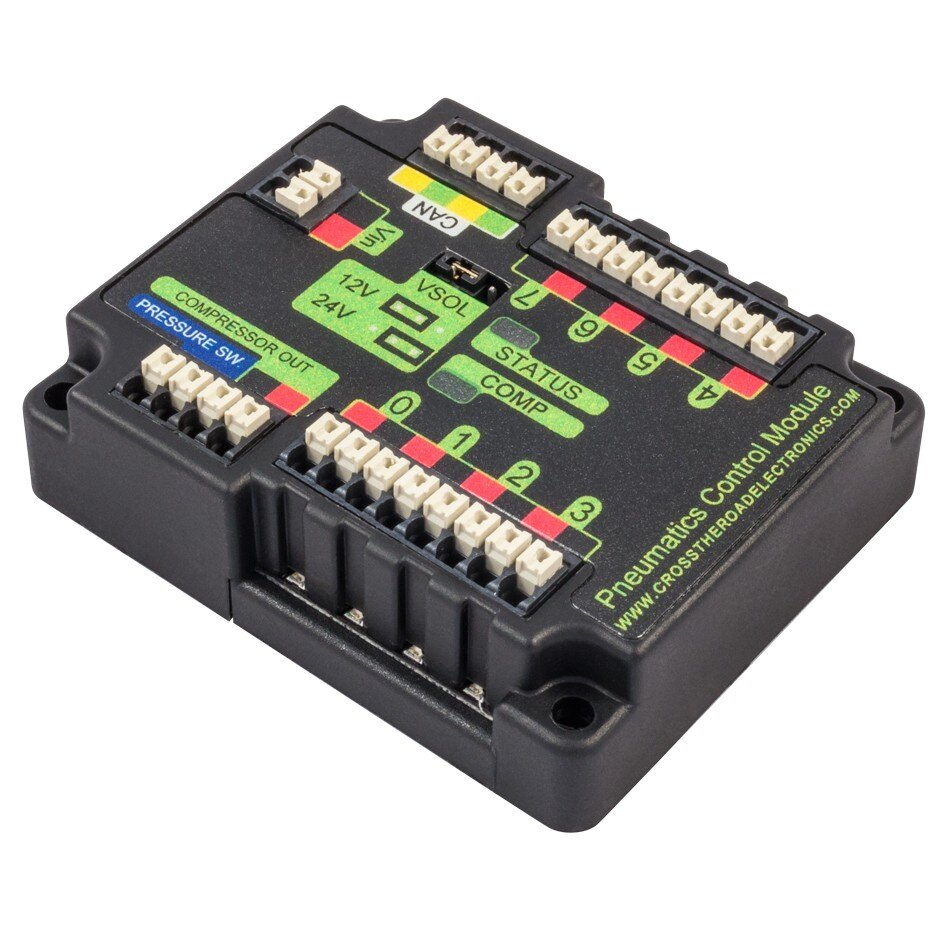 CAN
Vin
VSOL
12V
24V
COMPRESSOR OUT
PRESSURE SW
STATUS
COMP
7
6
5
4
0
1
2
3
Pneumatics Control Module
WWW.CROSSTHEROADELECTRONICS.COM